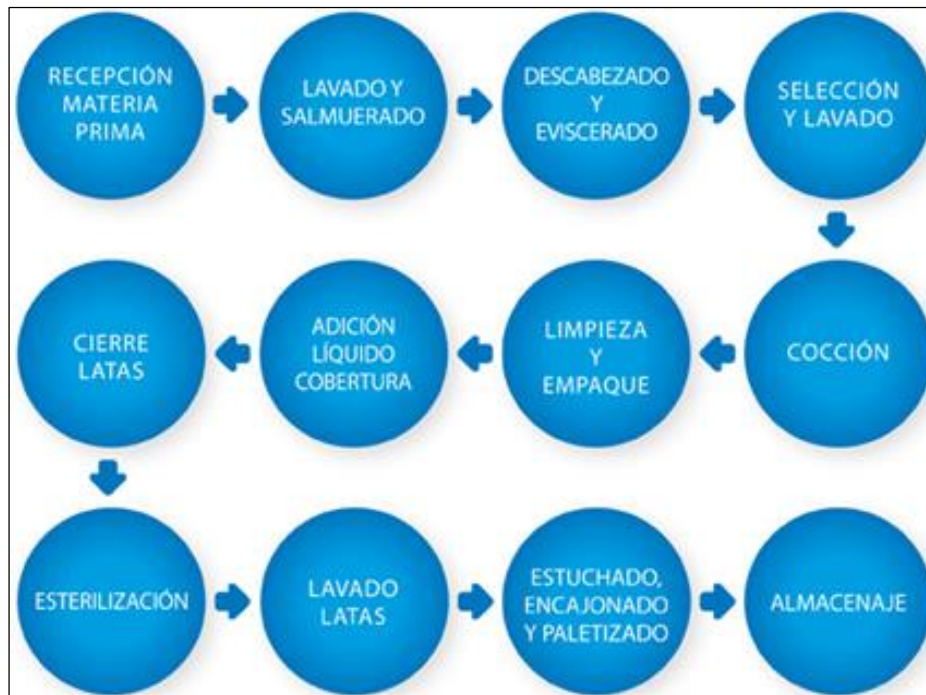 RECEPCIÓN
MATERIA
PRIMA
LAVADO Y
SALMUERADO
DESCABEZADO
Y
EVISCERADO
SELECCIÓN
Y LAVADO
COCCIÓN
LIMPIEZA
Y
EMPAQUE
ADICIÓN
LÍQUIDO
COBERTURA
CIERRE
LATAS
ESTERILIZACIÓN
LAVADO
LATAS
ESTUCHADO,
ENCAJONADO
Y PALETIZADO
ALMACENAJE